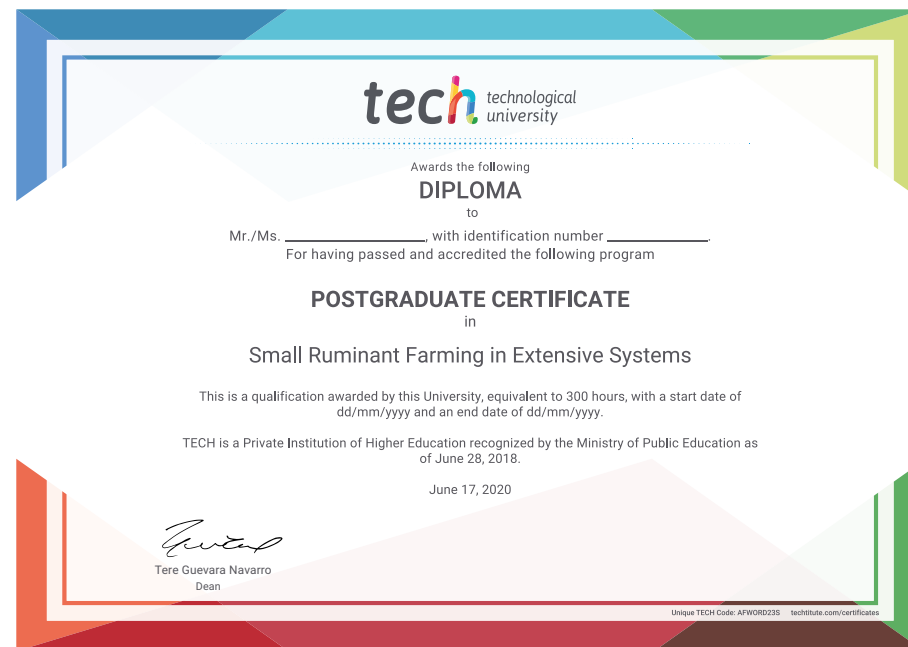 tech technological
university
Awards the following
DIPLOMA
to
Mr./Ms. ____________________, with identification number ______________.
For having passed and accredited the following program
POSTGRADUATE CERTIFICATE
in
Small Ruminant Farming in Extensive Systems
This is a qualification awarded by this University, equivalent to 300 hours, with a start date of
dd/mm/yyyy and an end date of dd/mm/yyyy.
TECH is a Private Institution of Higher Education recognized by the Ministry of Public Education as
of June 28, 2018.
June 17, 2020
Tere Guevara Navarro
Dean
Unique TECH Code: AFWORD23S techtitute.com/certificates